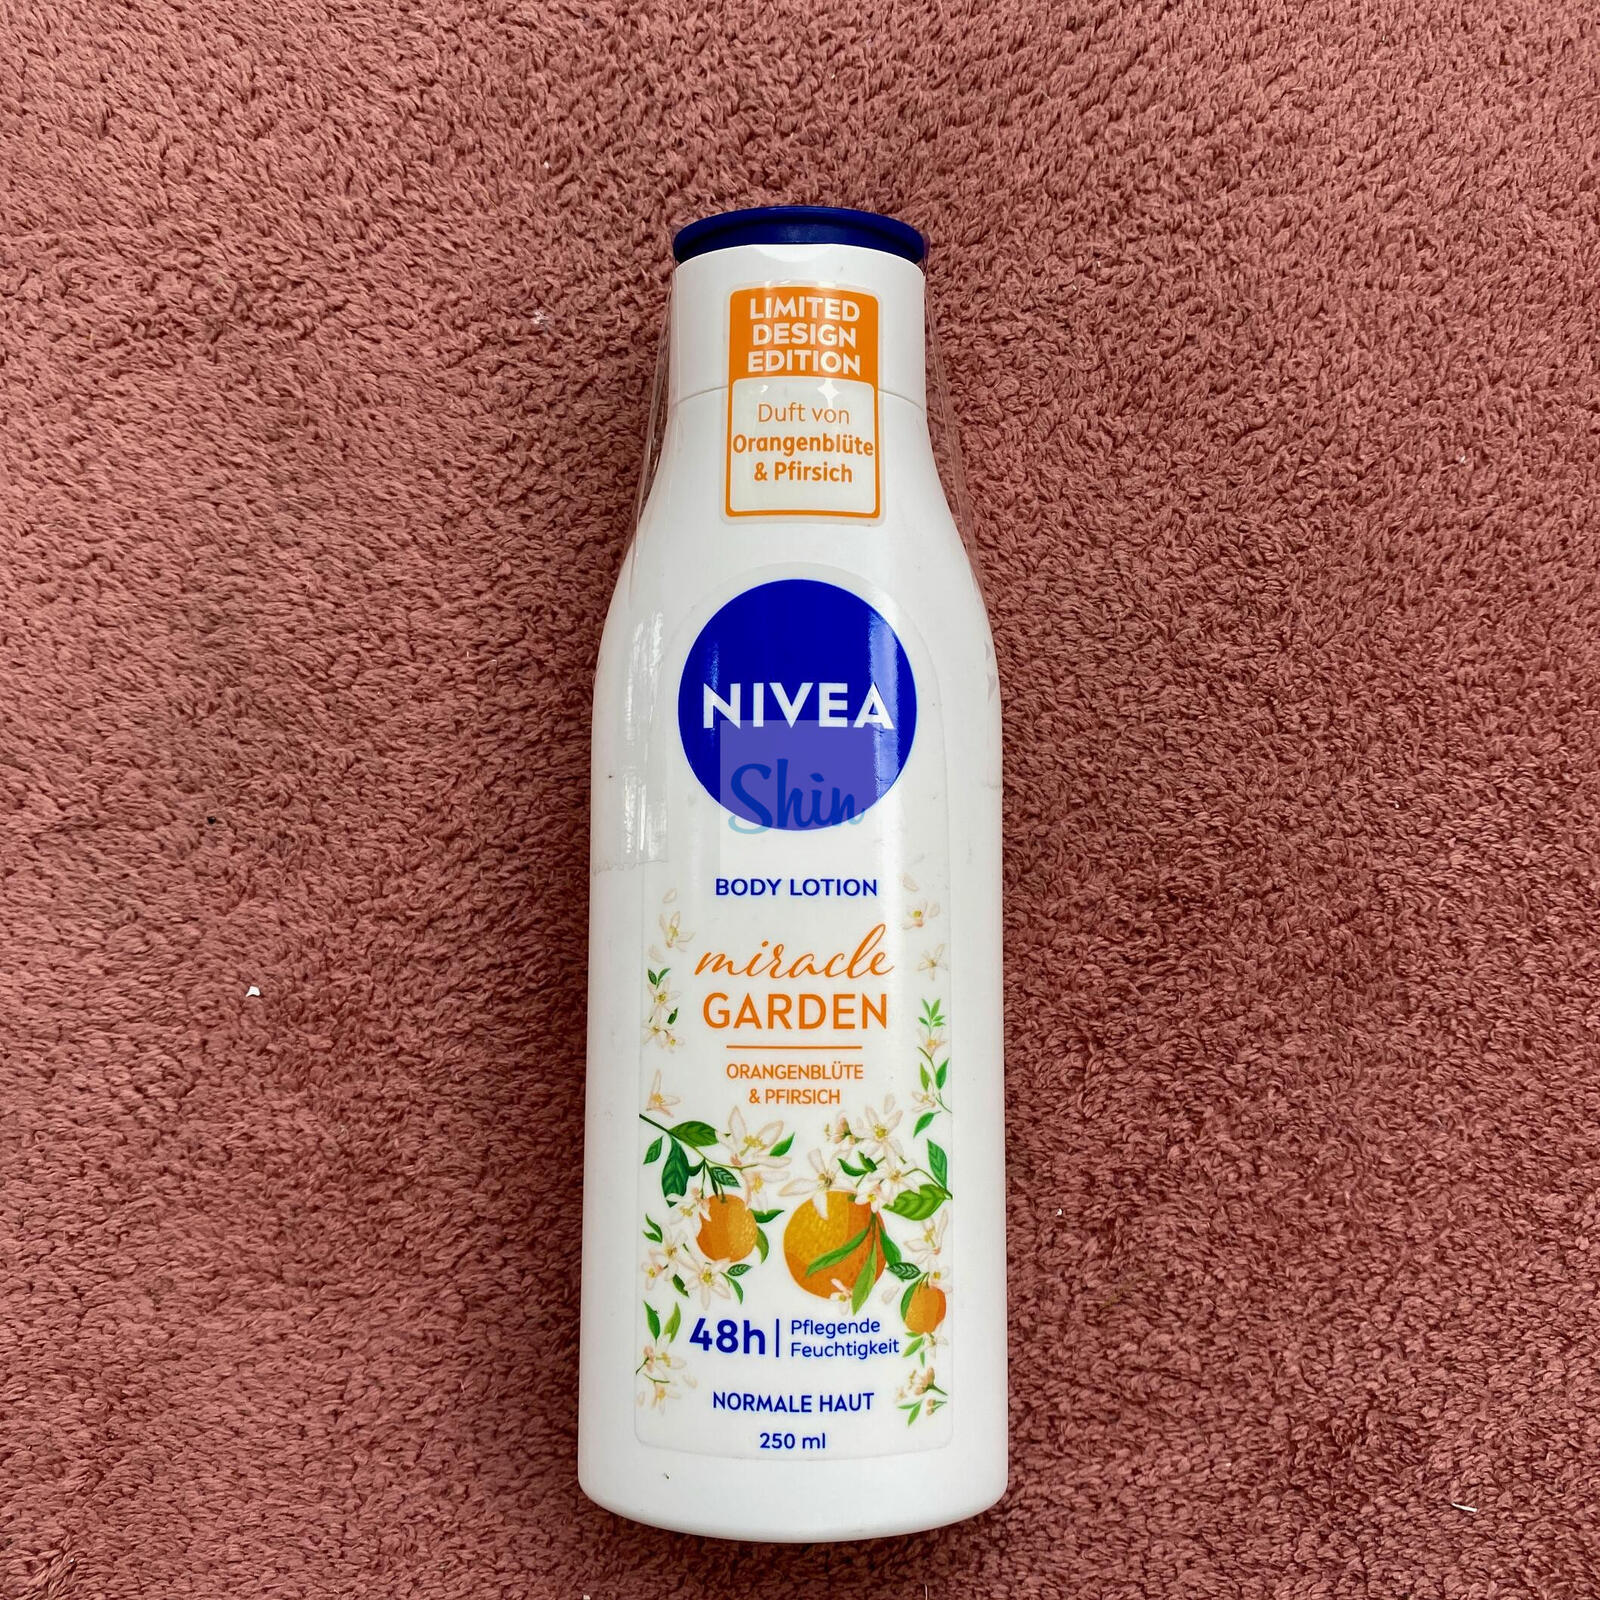 LIMITED
DESIGN
EDITION
Duft von
Orangenblüte
& Pfirsich
NIVEA
Shin
BODY LOTION
miracle
GARDEN
ORANGENBLÜTE
& PFIRSICH
48h | Pflegende
Feuchtigkeit
NORMALE HAUT
250 ml